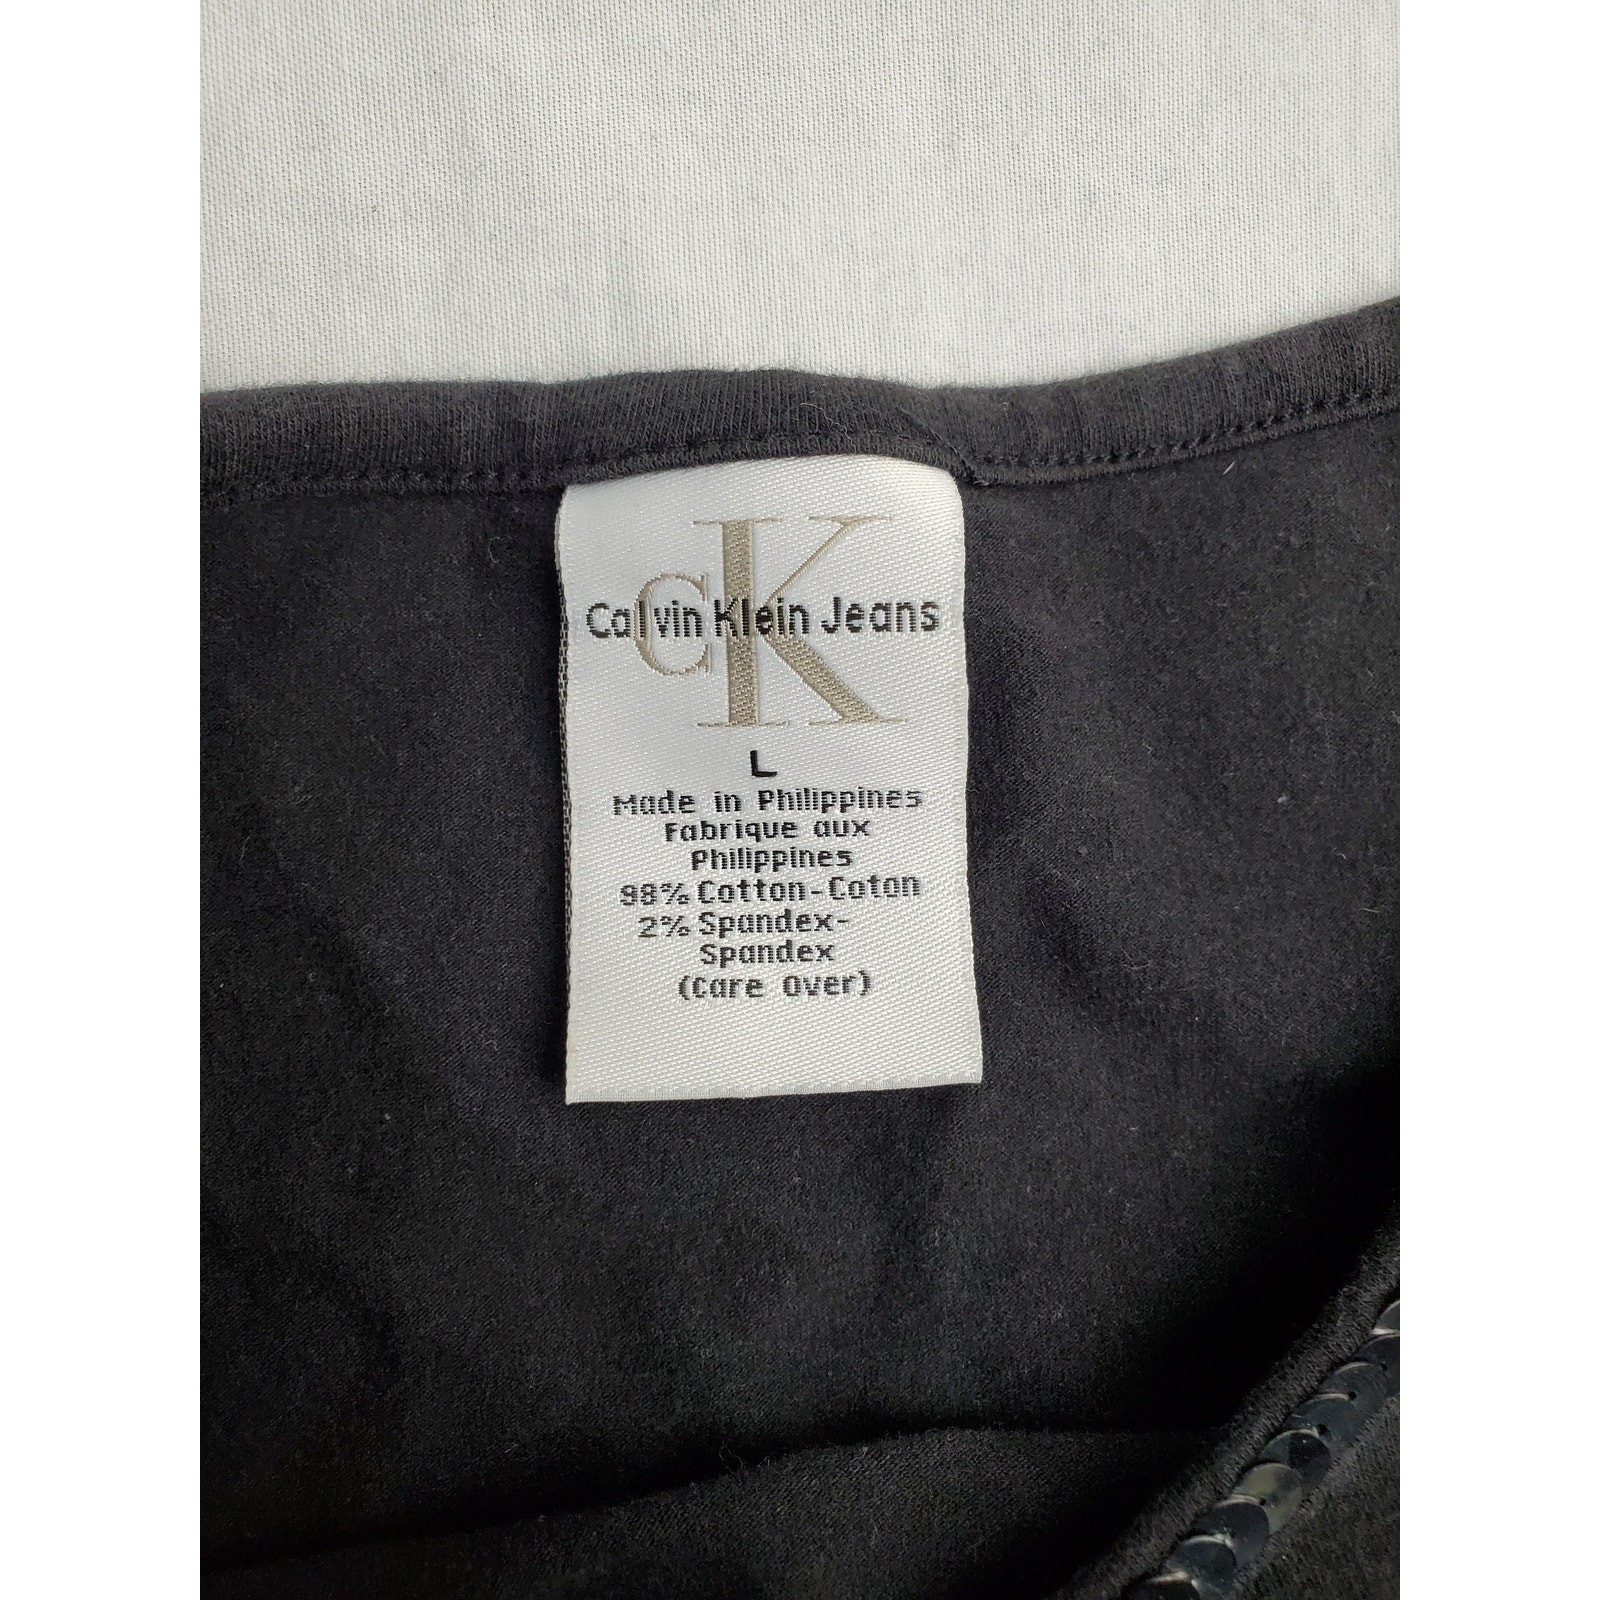 CK
Calvin Klein Jeans
L
Made in Philippines
Fabrique aux
Philippines
98% Cotton-Coton
2% Spandex-
Spandex
(Care Over)